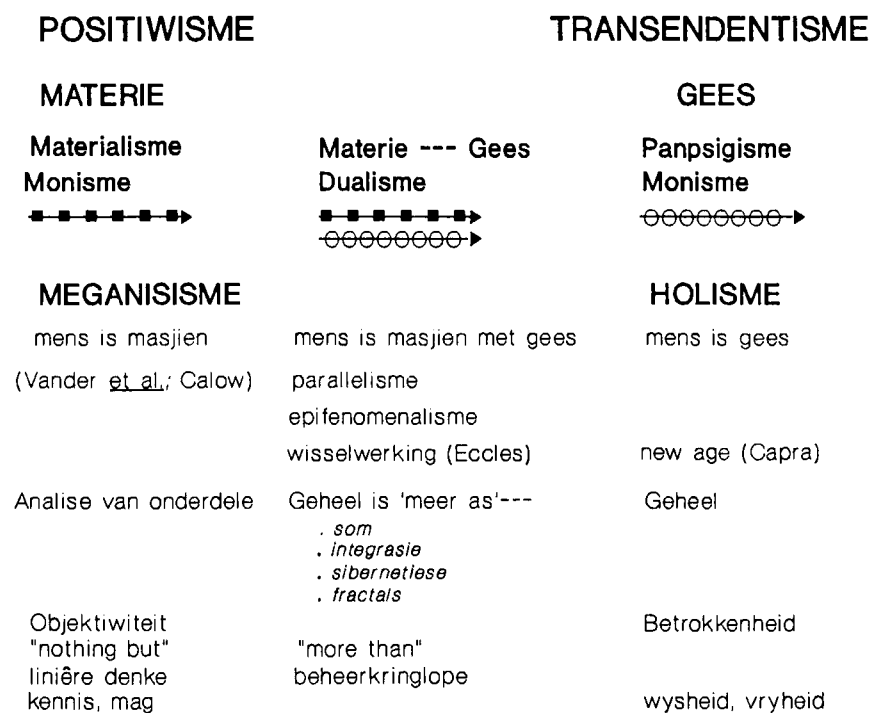 POSITIWISME TRANSENDENTISME
MATERIE GEES
Materialisme Materie --- Gees Panpsigisme
Monisme Dualisme Monisme
MEGANISISME HOLISME
mens is masjien mens is masjien met gees mens is gees
(Vander et al.; Calow) parallelisme
epifenomenalisme
wisselwerking (Eccles) new age (Capra)
Analise van onderdele Geheel is 'meer as'--- Geheel
. som
. integrasie
. sibernetiese
. fractals
Objektiwiteit Betrokkenheid
"nothing but" "more than"
liniêre denke beheerkringlope
kennis, mag wysheid, vryheid